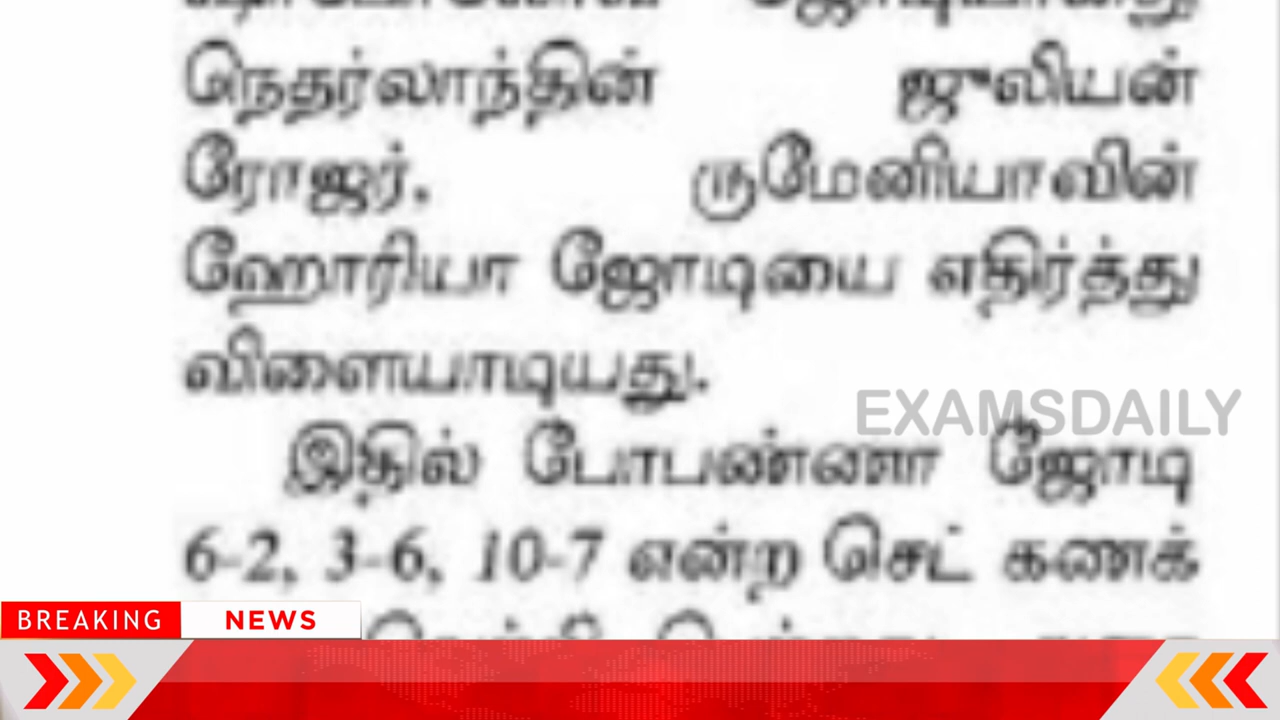 நெதர்லாந்தின் ஜுலியன்
ரோஜர், ருமேனியாவின்
ஹோரியா ஜோடியை எதிர்த்து
விளையாடியது.
EXAMSDAILY
இதில் போபண்ணா ஜோடி
6-2, 3-6, 10-7 என்ற செட் கணக்
BREAKING NEWS